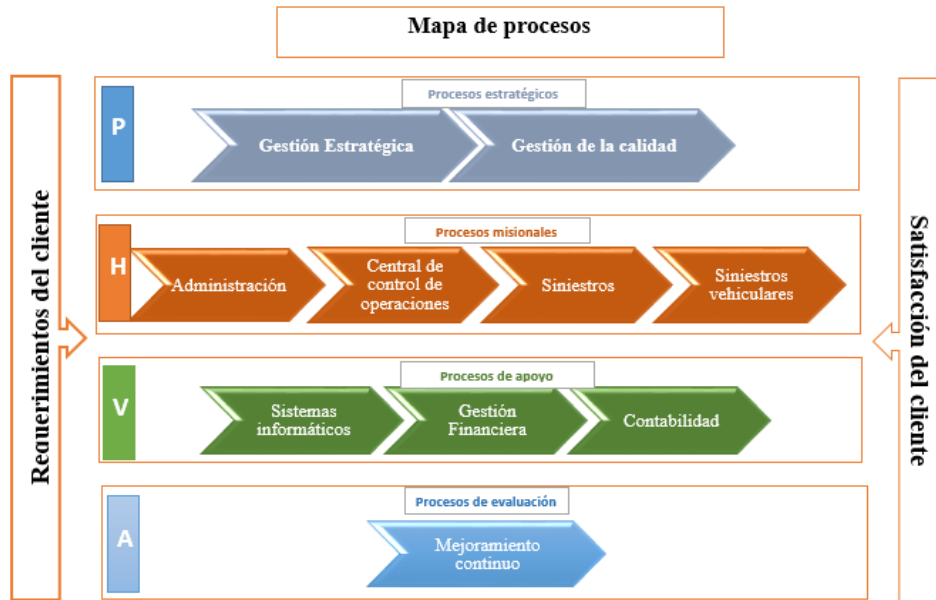 Mapa de procesos
Requerimientos del cliente
P
Procesos estratégicos
Gestión Estratégica
Gestión de la calidad
H
Procesos misionales
Administración
Central de
control de
operaciones
Siniestros
Siniestros
vehiculares
V
Procesos de apoyo
Sistemas
informáticos
Gestión
Financiera
Contabilidad
A
Procesos de evaluación
Mejoramiento
continuo
Satisfacción del cliente